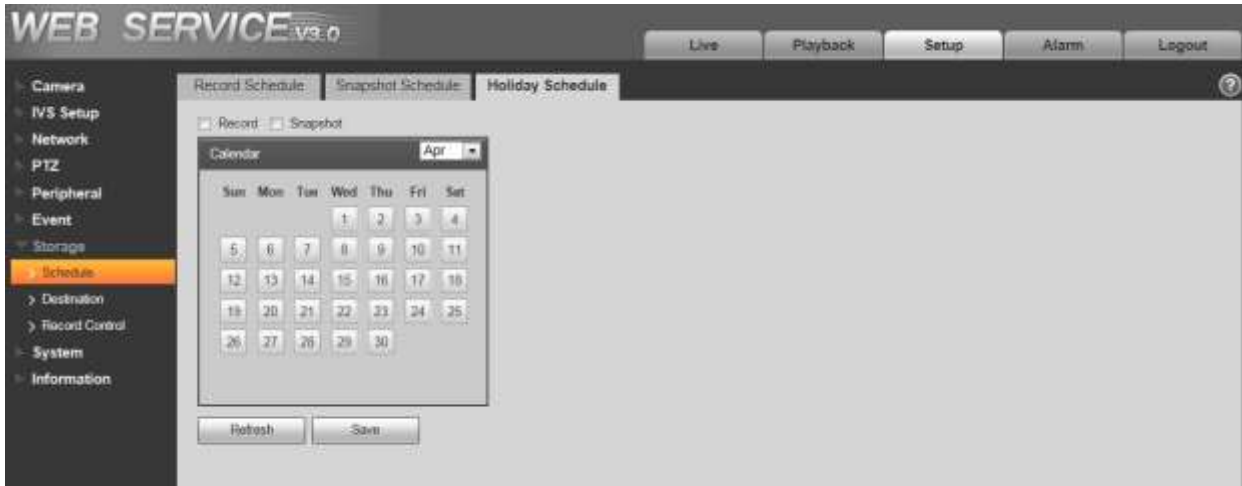 WEB SERVICE V3.0
Live Playback Setup Alarm Logout
Camera
IVS Setup
Network
PTZ
Peripheral
Event
Storage
Schedule
Destination
Record Control
System
Information
Record Schedule Snapshot Schedule Holiday Schedule ?
Record Snapshot
Calendar Apr
Sun Mon Tue Wed Thu Fri Sat
1 2 3 4
5 6 7 8 9 10 11
12 13 14 15 16 17 18
19 20 21 22 23 24 25
26 27 28 29 30
Refresh Save